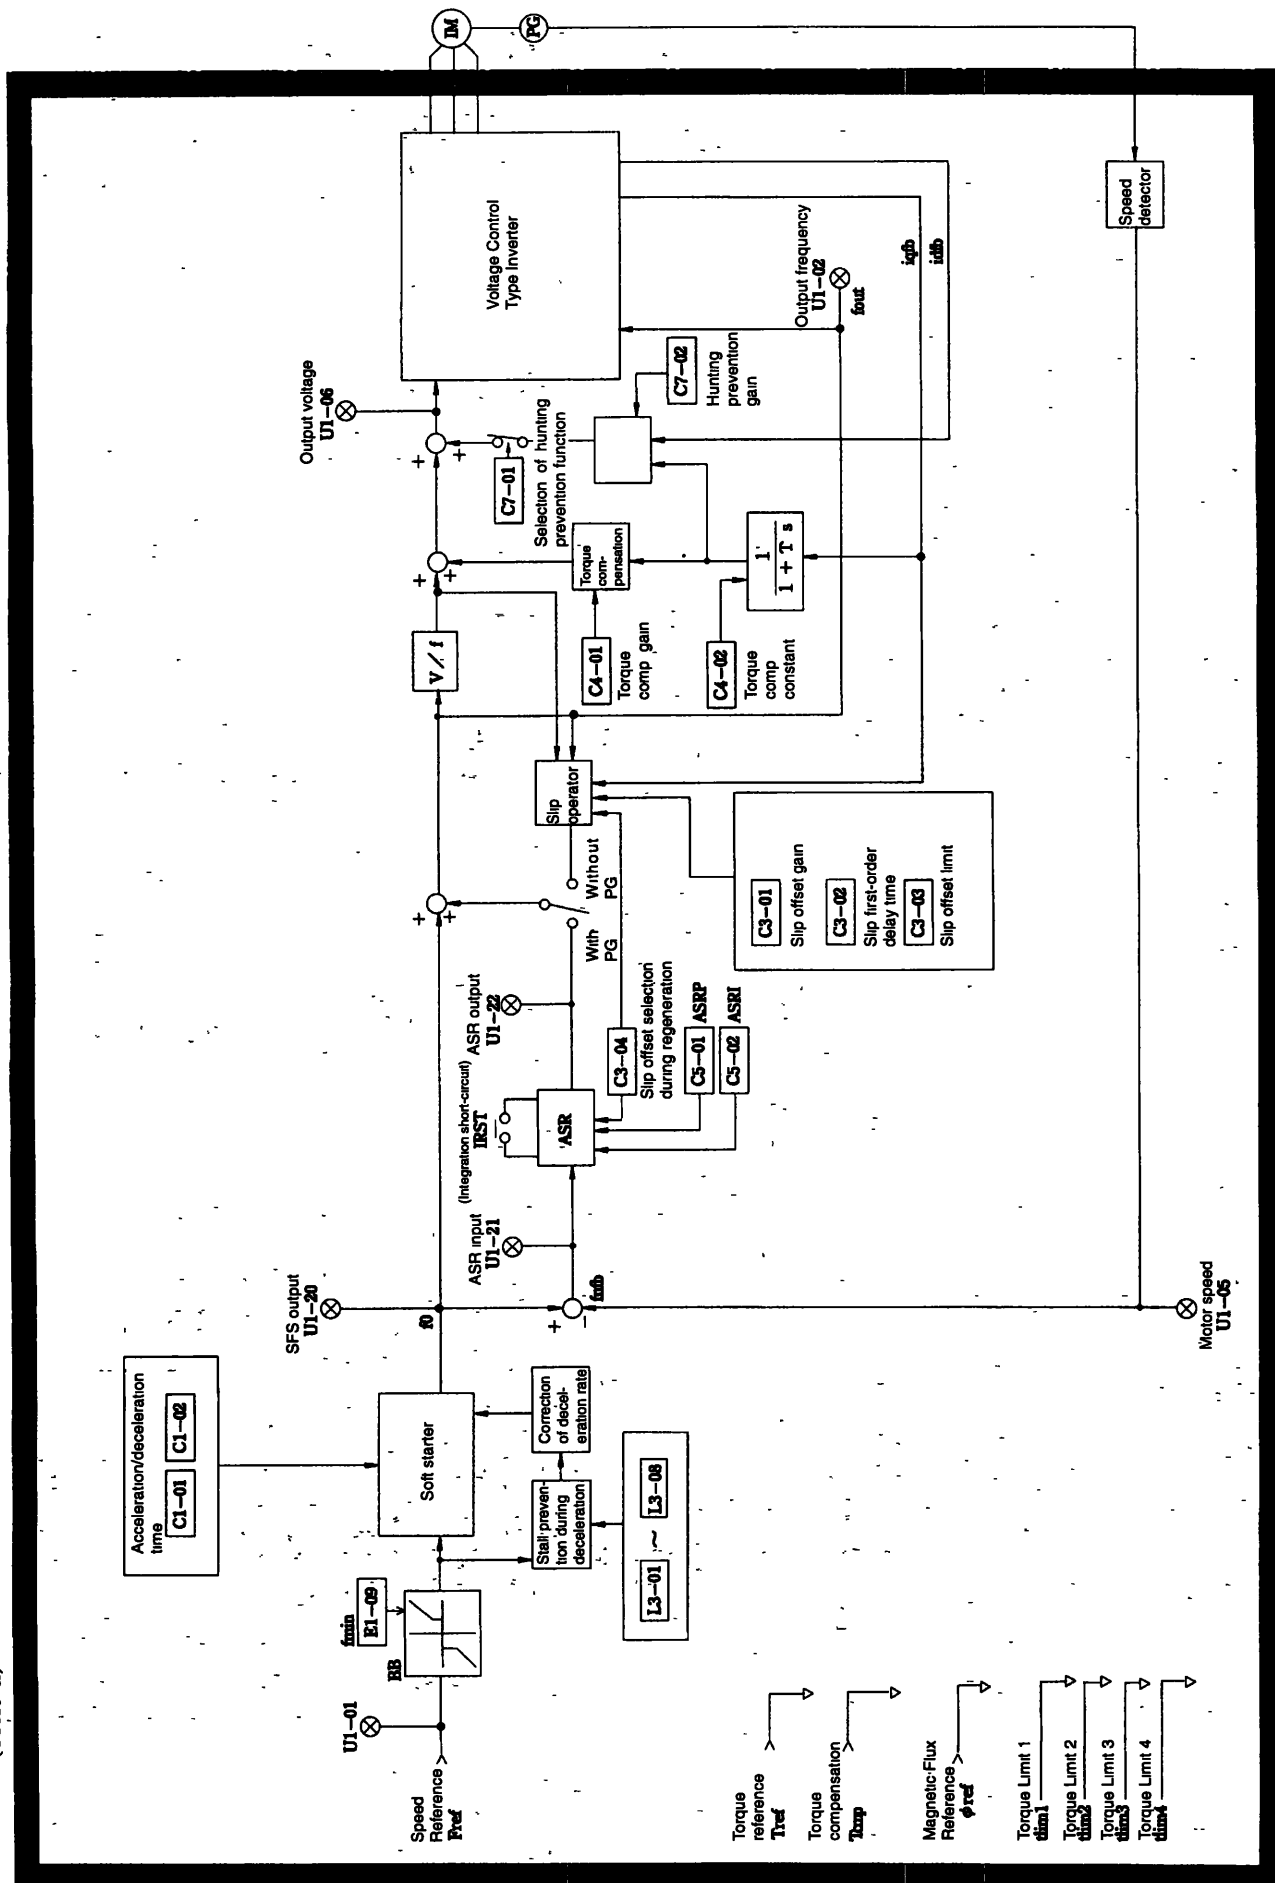 U1-01
Speed
Reference
Fref
fmin
E1-09
BB
Acceleration/deceleration
time
C1-01 C1-02
Soft starter
Stall preven-
tion during
deceleration
Correction
of decel-
eration rate
L3-01 ~ L3-08
SFS output
U1-20
f0
+
-
fmfb
ASR input
U1-21
(Integration short-circuit)
IRST
ASR
ASR output
U1-22
C3-04
Slip offset selection
during regeneration
C5-01 ASRP
C5-02 ASRI
With
PG
Without
PG
+
+
Slip
operator
C3-01
Slip offset gain
C3-02
Slip first-order
delay time
C3-03
Slip offset limit
V/f
+
+
C4-01
Torque
comp gain
Torque
com-
pensation
C4-02
Torque
comp
constant
1
1 + T s
+
+
C7-01
Selection of hunting
prevention function
C7-02
Hunting
prevention
gain
Output voltage
U1-06
Voltage Control
Type Inverter
Output frequency
U1-02
fout
iqfb
idfb
IM
PG
Speed
detector
Motor speed
U1-05
Torque
reference
Tref
Torque
compensation
Tcmp
Magnetic Flux
Reference
φref
Torque Limit 1
tlim1
Torque Limit 2
tlim2
Torque Limit 3
tlim3
Torque Limit 4
tlim4